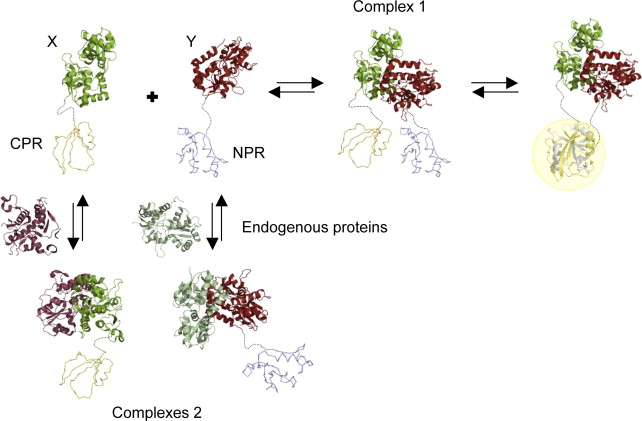 Complex 1
X
Y
CPR
NPR
Endogenous proteins
Complexes 2